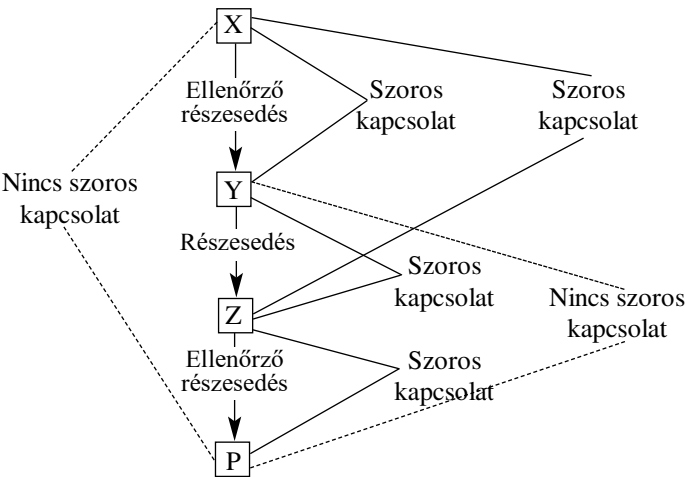 X
Ellenőrző
részesedés
Szoros
kapcsolat
Szoros
kapcsolat
Nincs szoros
kapcsolat
Y
Részesedés
Szoros
kapcsolat
Nincs szoros
kapcsolat
Z
Ellenőrző
részesedés
Szoros
kapcsolat
P